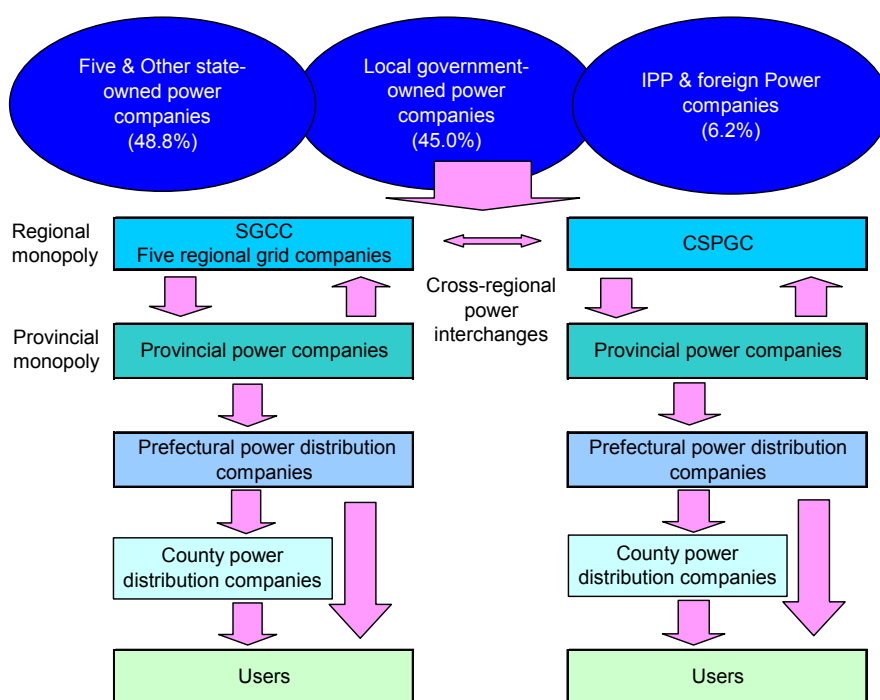 Five & Other state-
owned power
companies
(48.8%)
Local government-
owned power
companies
(45.0%)
IPP & foreign Power
companies
(6.2%)
Regional
monopoly
SGCC
Five regional grid companies
CSPGC
Cross-regional
power
interchanges
Provincial
monopoly
Provincial power companies
Provincial power companies
Prefectural power distribution
companies
Prefectural power distribution
companies
County power
distribution companies
County power
distribution companies
Users
Users